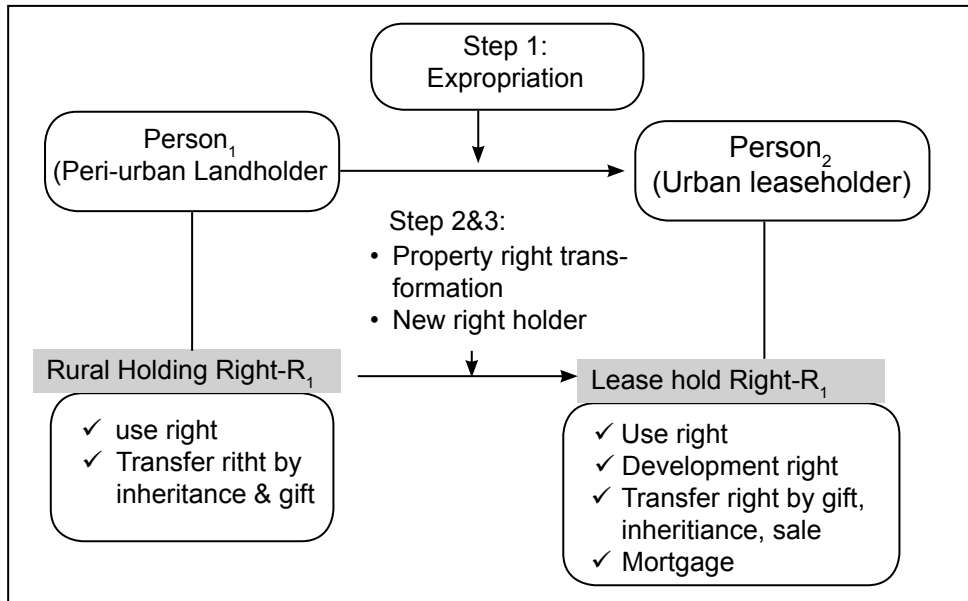 Step 1:
Expropriation
Person₁
(Peri-urban Landholder
Person₂
(Urban leaseholder)
Step 2&3:
• Property right trans-
formation
• New right holder
Rural Holding Right-R₁
✓ use right
✓ Transfer ritht by
inheritance & gift
Lease hold Right-R₁
✓ Use right
✓ Development right
✓ Transfer right by gift,
inheritiance, sale
✓ Mortgage